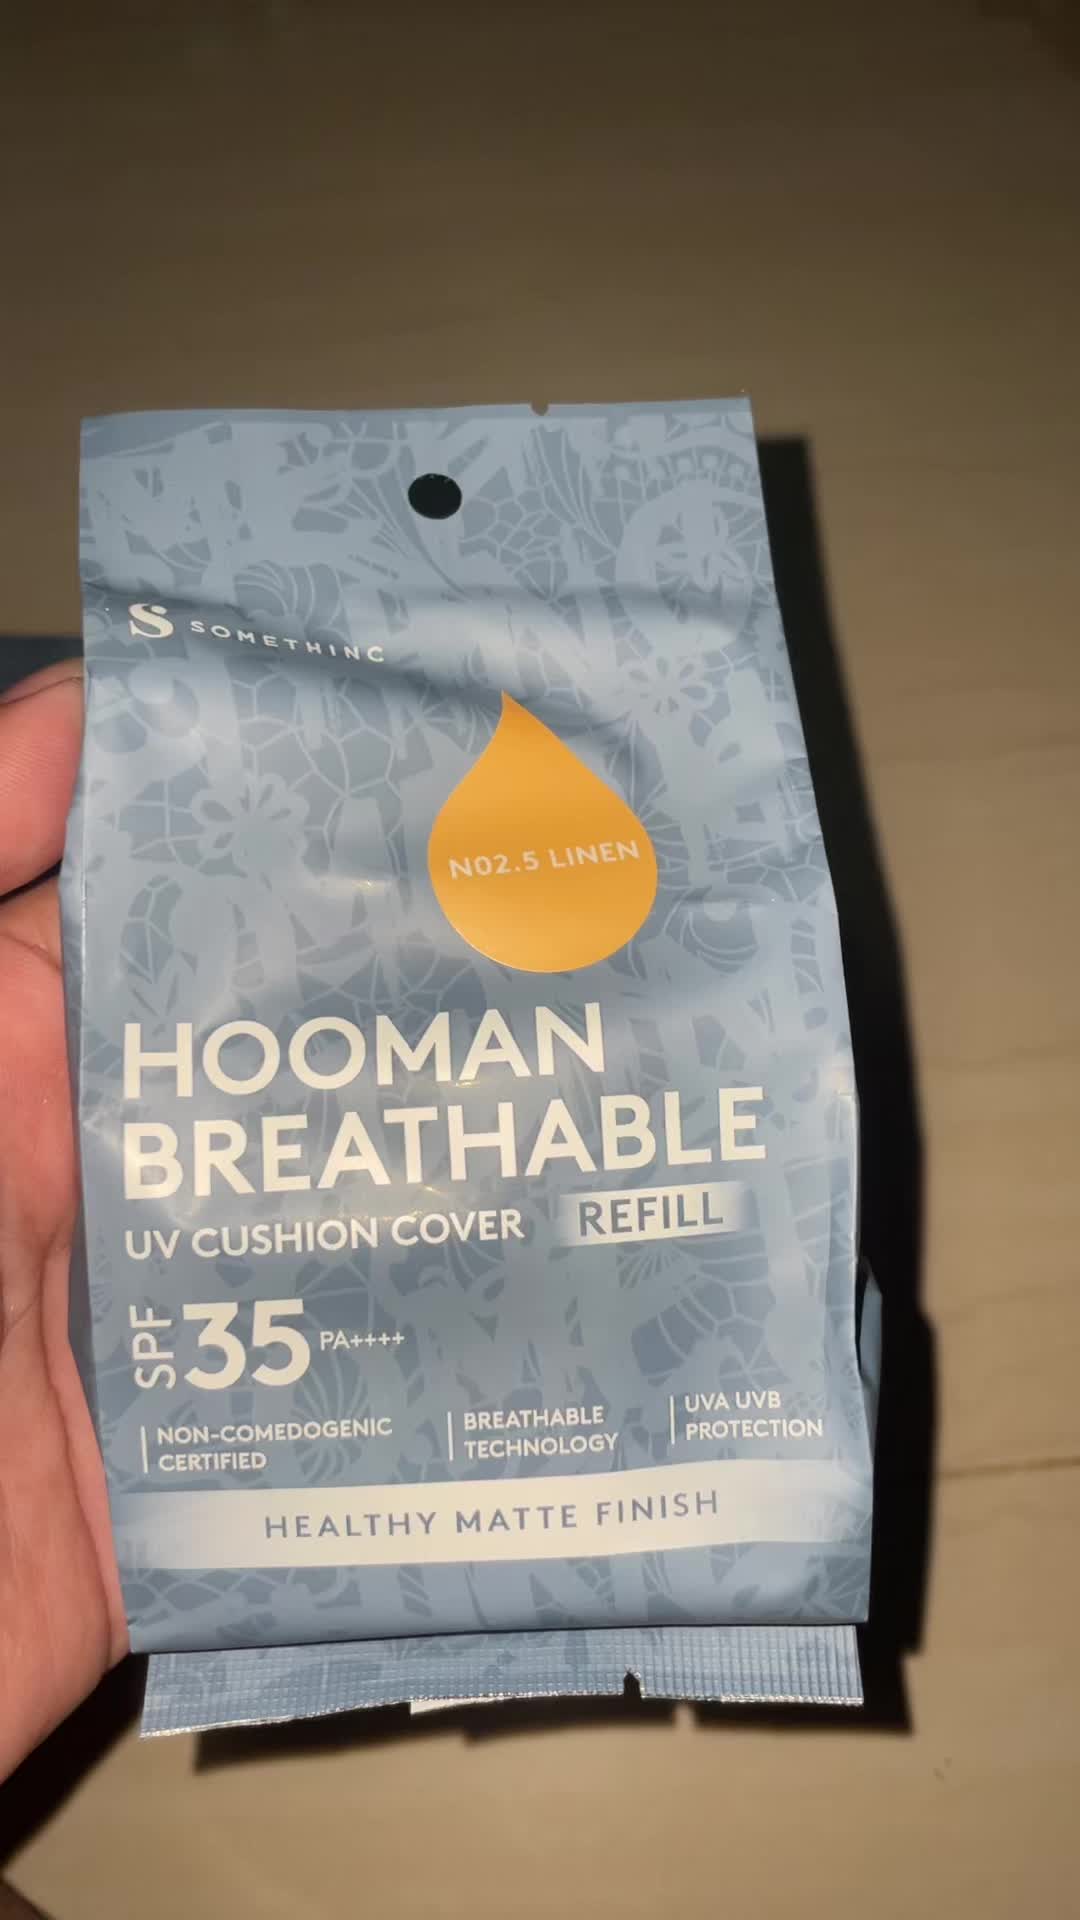 S SOMETHINC
N02.5 LINEN
HOOMAN
BREATHABLE
UV CUSHION COVER REFILL
SPF 35 PA++++
NON-COMEDOGENIC
CERTIFIED
BREATHABLE
TECHNOLOGY
UVA UVB
PROTECTION
HEALTHY MATTE FINISH